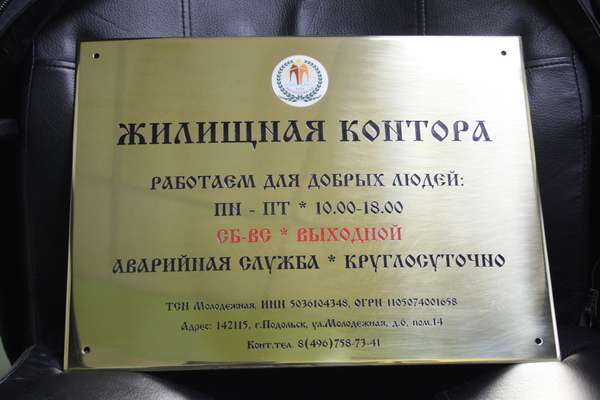 ЖИЛИЩНАЯ КОНТОРА
РАБОТАЕМ ДЛЯ ДОБРЫХ ЛЮДЕЙ:
ПН - ПТ * 10.00-18.00
СБ-ВС * ВЫХОДНОЙ
АВАРИЙНАЯ СЛУЖБА * КРУГЛОСУТОЧНО
ТСН Молодежная, ИНН 5036104348, ОГРН 1105074001658
Адрес: 142115, г.Подольск, ул.Молодежная, д.6, пом.14
Конт.тел. 8(496)758-73-41